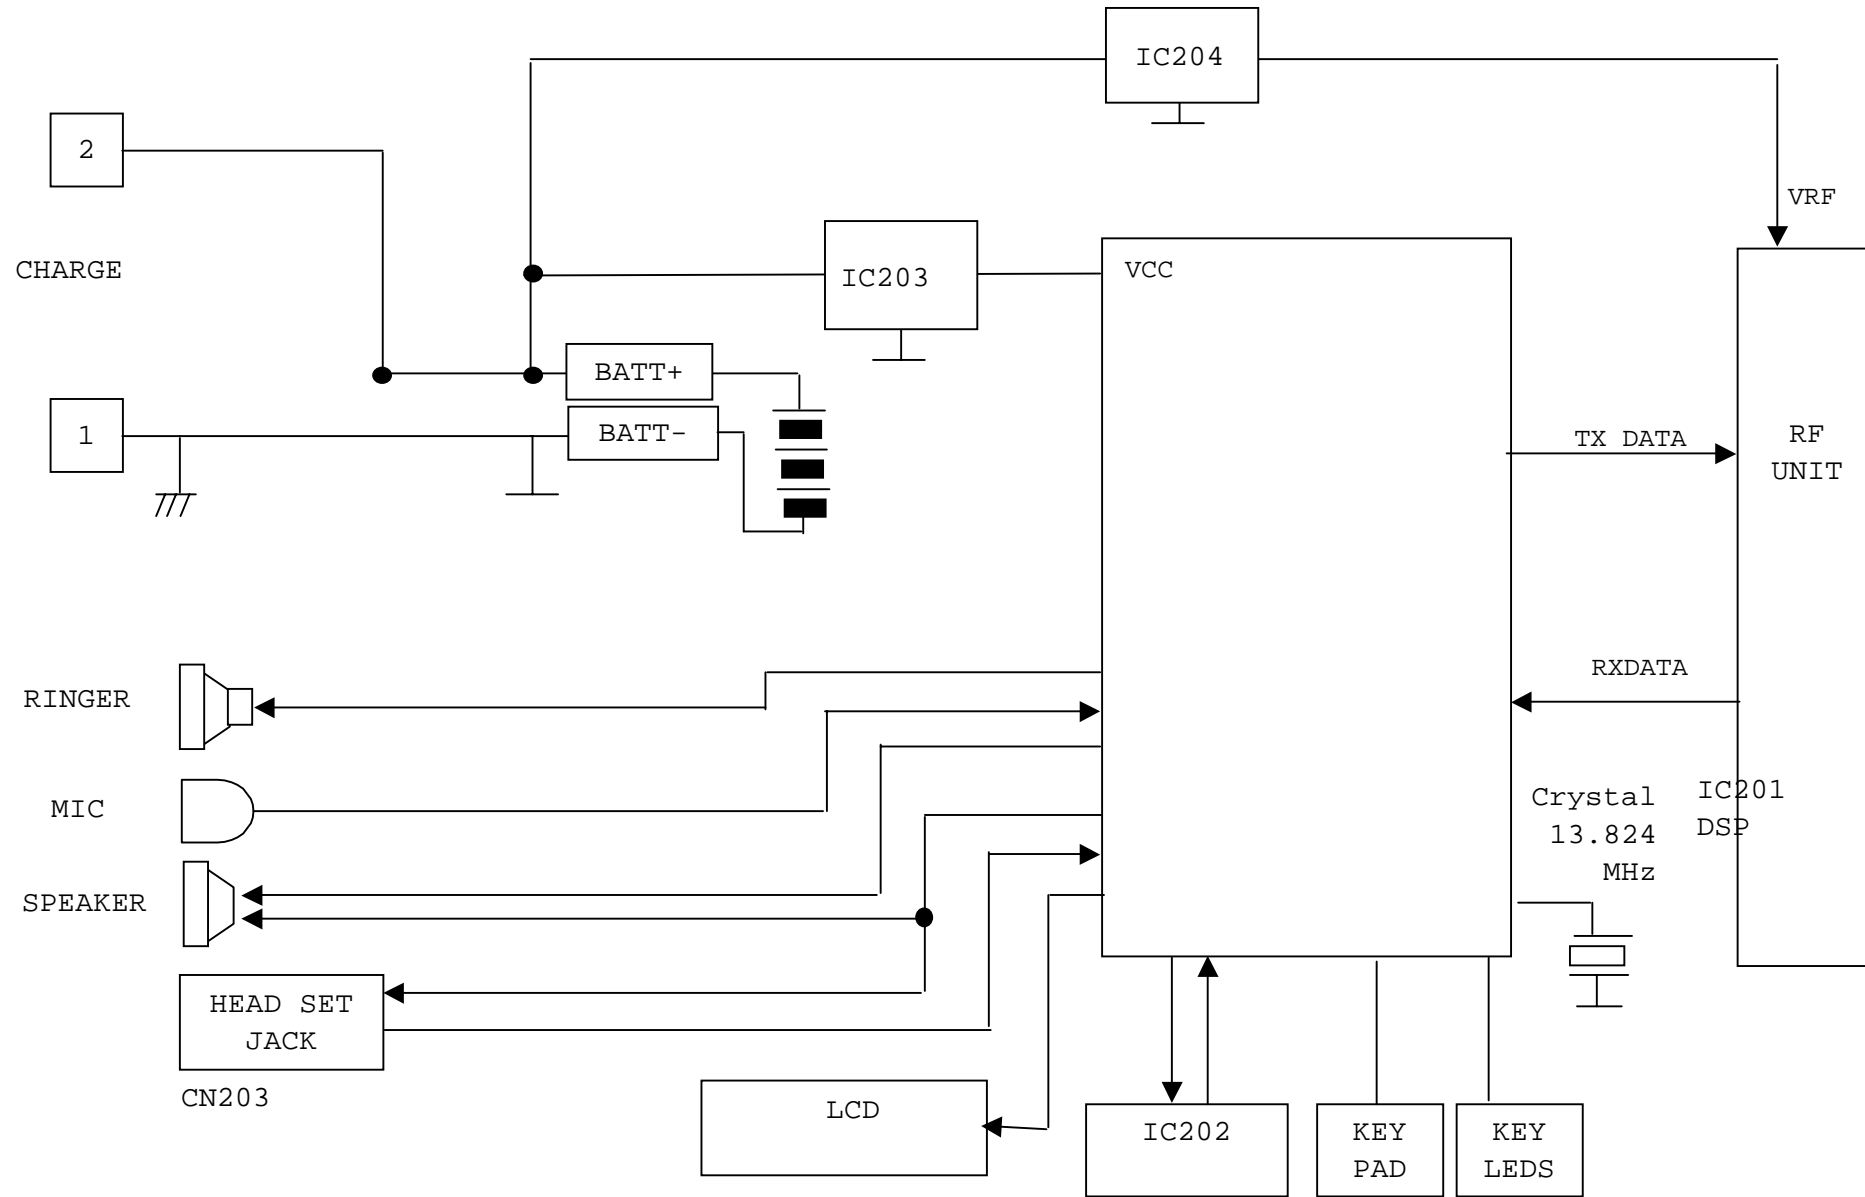 IC204
2
VRF
CHARGE
IC203
VCC
BATT+
1
BATT-
TX DATA
RF
UNIT
RXDATA
RINGER
MIC
Crystal
13.824
MHz
IC201
DSP
SPEAKER
HEAD SET
JACK
CN203
LCD
IC202
KEY
PAD
KEY
LEDS